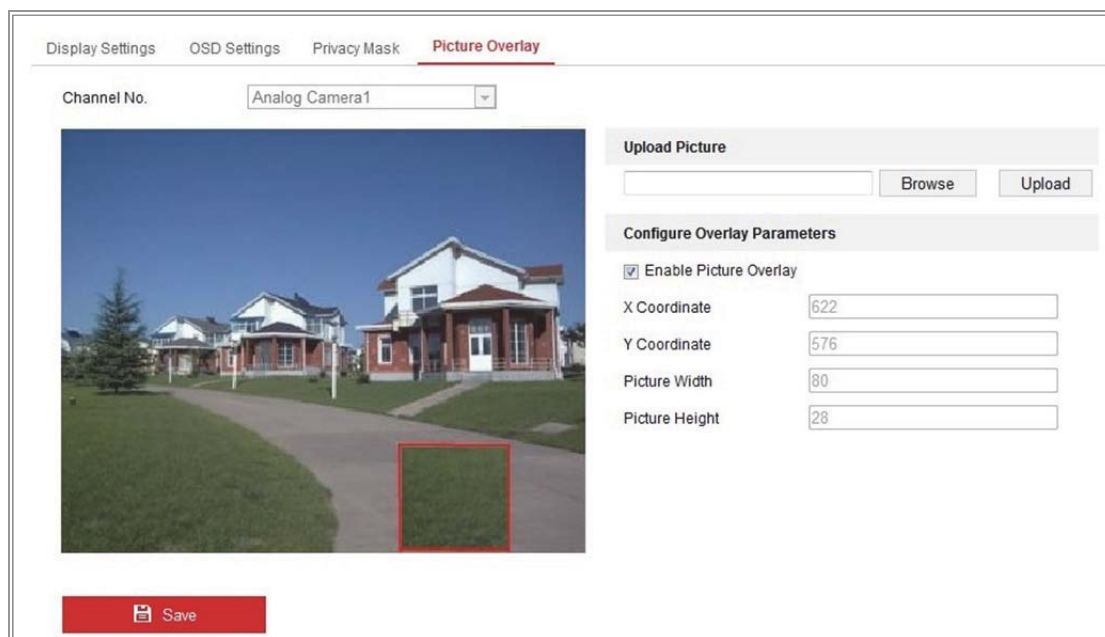 Display Settings OSD Settings Privacy Mask Picture Overlay
Channel No. Analog Camera1
Upload Picture
Browse Upload
Configure Overlay Parameters
Enable Picture Overlay
X Coordinate 622
Y Coordinate 576
Picture Width 80
Picture Height 28
Save